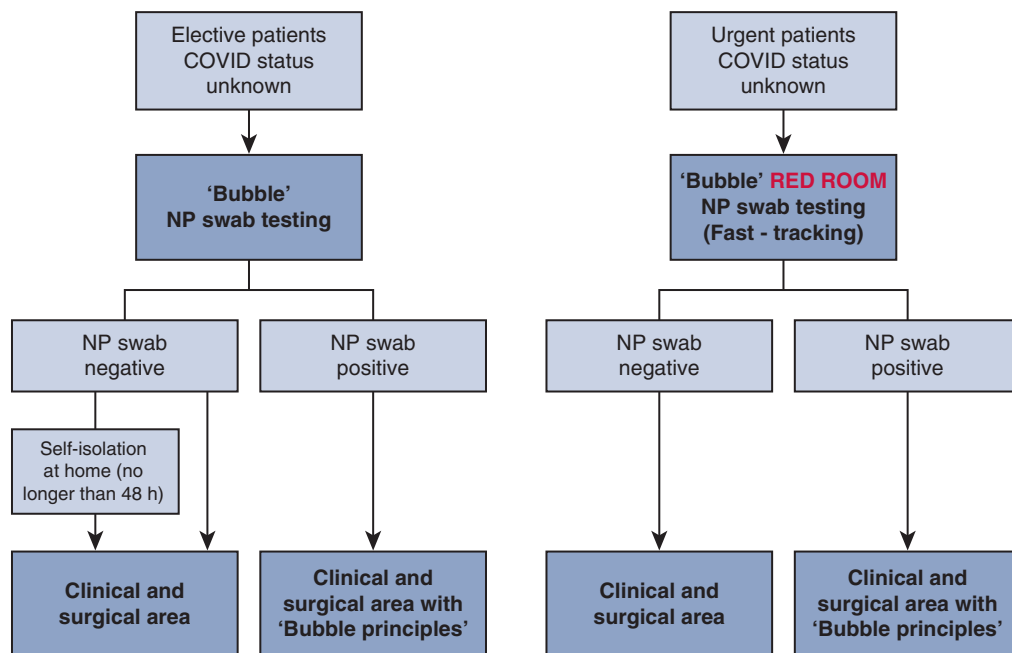 Elective patients
COVID status
unknown
‘Bubble’
NP swab testing
NP swab
negative
NP swab
positive
Self-isolation
at home (no
longer than 48 h)
Clinical and
surgical area
Clinical and
surgical area with
‘Bubble principles’
Urgent patients
COVID status
unknown
‘Bubble’ RED ROOM
NP swab testing
(Fast - tracking)
NP swab
negative
NP swab
positive
Clinical and
surgical area
Clinical and
surgical area with
‘Bubble principles’